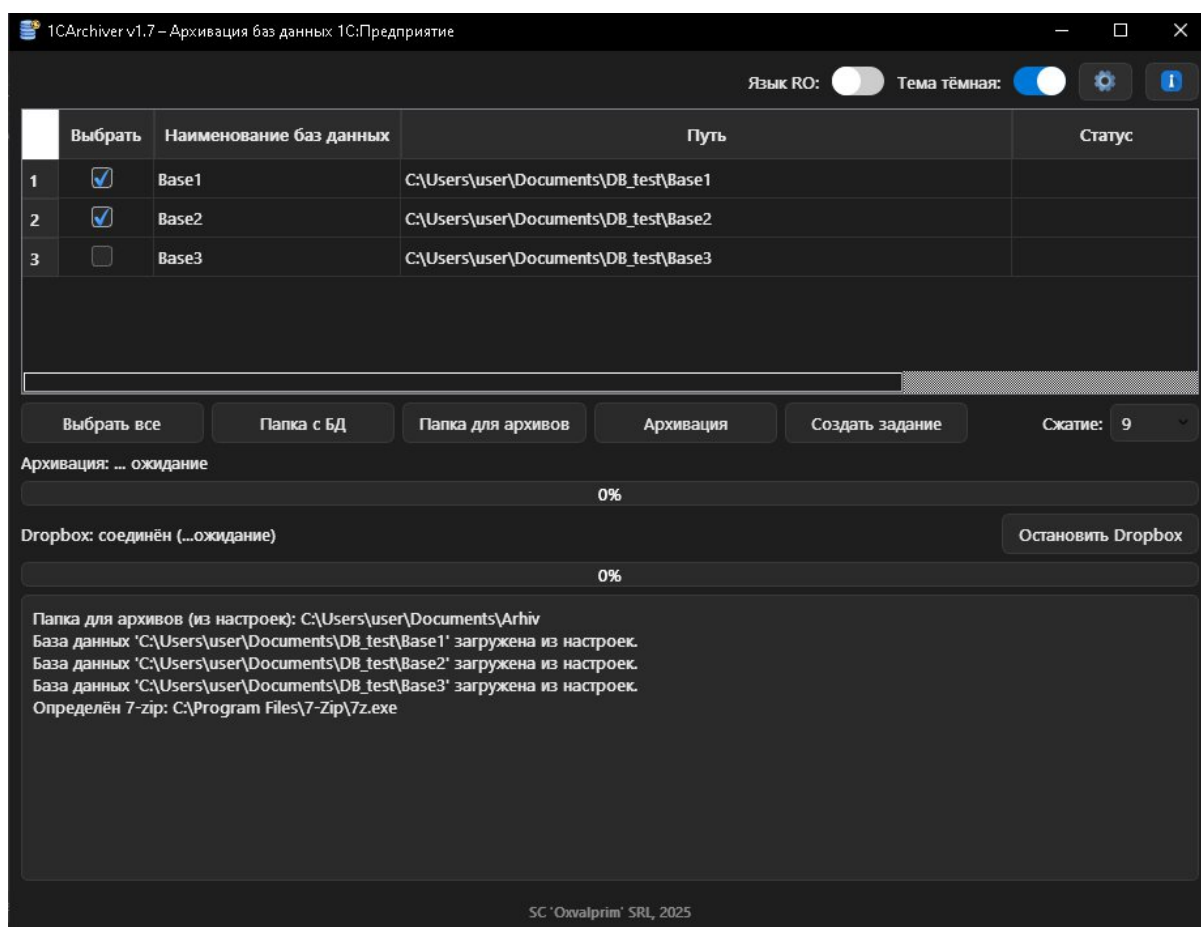 1CArchiver v1.7 – Архивация баз данных 1С:Предприятие
Язык RO: Тема тёмная:
Выбрать Наименование баз данных Путь Статус
1 Base1 C:\Users\user\Documents\DB_test\Base1
2 Base2 C:\Users\user\Documents\DB_test\Base2
3 Base3 C:\Users\user\Documents\DB_test\Base3
Выбрать все Папка с БД Папка для архивов Архивация Создать задание Сжатие: 9
Архивация: ... ожидание
0%
Dropbox: соединён (...ожидание) Остановить Dropbox
0%
Папка для архивов (из настроек): C:\Users\user\Documents\Arhiv
База данных 'C:\Users\user\Documents\DB_test\Base1' загружена из настроек.
База данных 'C:\Users\user\Documents\DB_test\Base2' загружена из настроек.
База данных 'C:\Users\user\Documents\DB_test\Base3' загружена из настроек.
Определён 7-zip: C:\Program Files\7-Zip\7z.exe
SC 'Oxvalprim' SRL, 2025